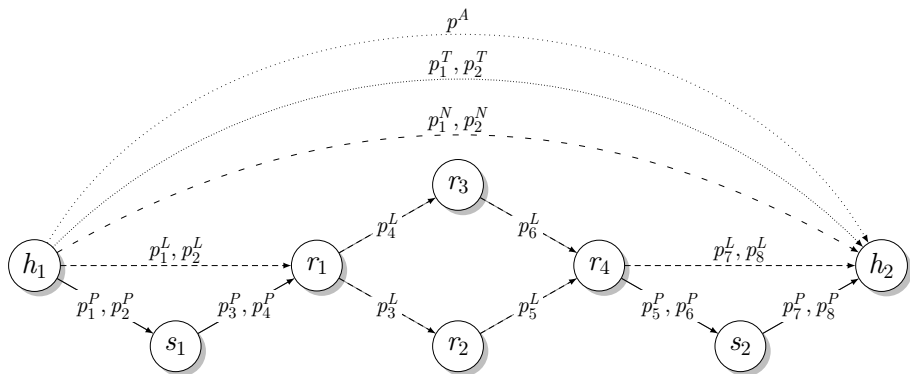 p^A
p_1^T, p_2^T
p_1^N, p_2^N
r_3
p_4^L
p_6^L
p_1^L, p_2^L
p_7^L, p_8^L
h_1
r_1
r_4
h_2
p_1^P, p_2^P
p_3^P, p_4^P
p_3^L
p_5^L
p_5^P, p_6^P
p_7^P, p_8^P
s_1
r_2
s_2